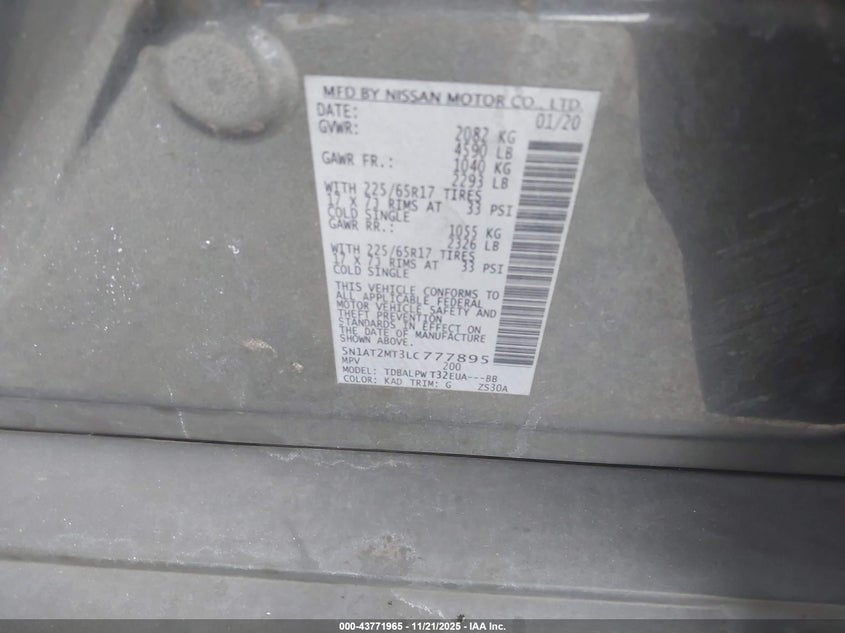 MFD BY NISSAN MOTOR CO., LTD.
DATE: 01/20
GVWR: 2082 KG
4590 LB
GAWR FR.: 1040 KG
2293 LB
WITH 225/65R17 TIRES
17 X 7J RIMS AT 33 PSI
COLD SINGLE
GAWR RR.: 1055 KG
2326 LB
WITH 225/65R17 TIRES
17 X 7J RIMS AT 33 PSI
COLD SINGLE
THIS VEHICLE CONFORMS TO
ALL APPLICABLE FEDERAL
MOTOR VEHICLE SAFETY AND
THEFT PREVENTION
STANDARDS IN EFFECT ON
THE DATE OF MANUFACTURE
SHOWN ABOVE.
5N1AT2MT3LC777895
MPV 200
MODEL: TDBALPW T32EUA---BB
COLOR: KAD TRIM: G ZS30A
000-43771965 - 11/21/2025 - IAA Inc.